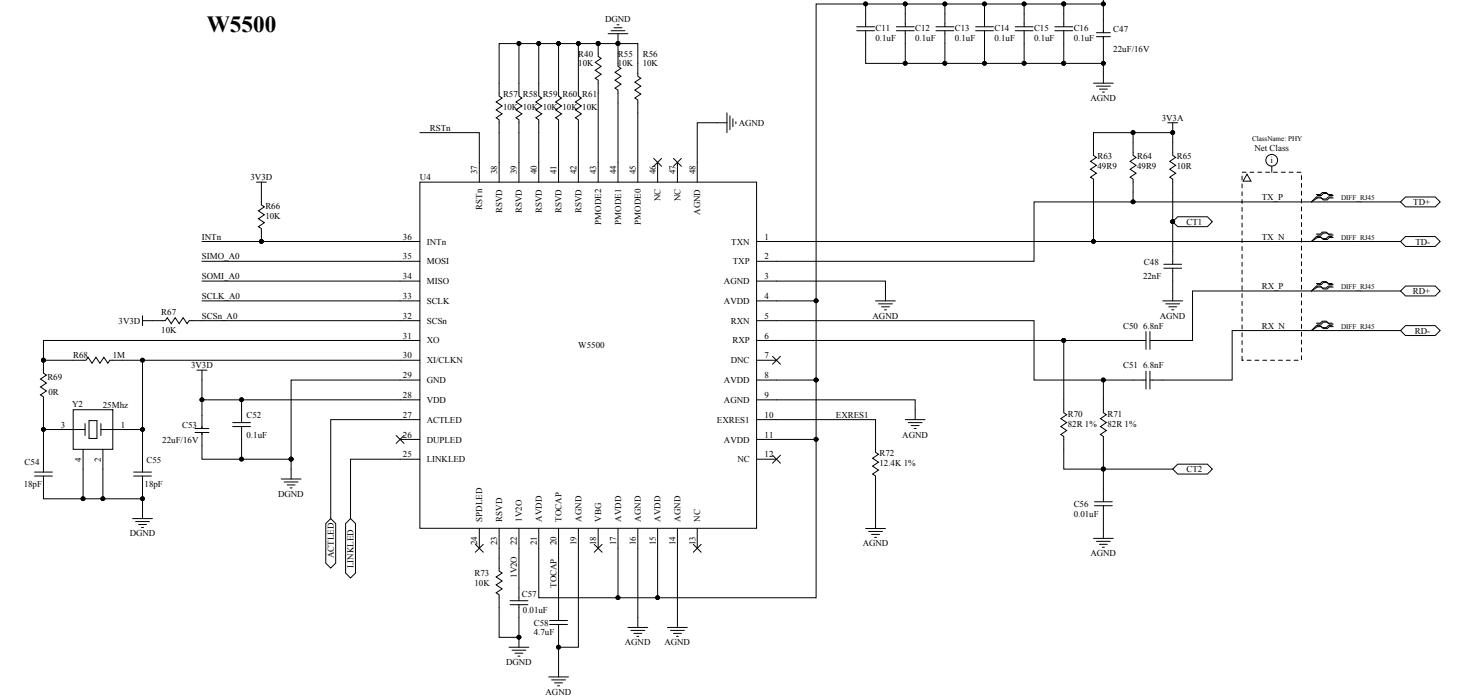 W5500
DGND
C11
0.1uF
C12
0.1uF
C13
0.1uF
C14
0.1uF
C15
0.1uF
C16
0.1uF
C47
22uF/16V
AGND
R40
10K
R55
10K
R56
10K
R57
10K
R58
10K
R59
10K
R60
10K
R61
10K
RSTn
AGND
37
38
39
40
41
42
43
44
45
46
47
48
U4
RSTn
RSVD
RSVD
RSVD
RSVD
RSVD
PMODE2
PMODE1
PMODE0
NC
NC
AGND
3V3A
R63
49R9
R64
49R9
R65
10R
ClassName: PHY
Net Class
i
CT1
C48
22nF
AGND
TX_P
DIFF_RJ45
TD+
TX_N
DIFF_RJ45
TD-
RX_P
DIFF_RJ45
RD+
RX_N
DIFF_RJ45
RD-
3V3D
R66
10K
INTn
36
INTn
SIMO_A0
35
MOSI
SOMI_A0
34
MISO
SCLK_A0
33
SCLK
3V3D
R67
10K
SCSn_A0
32
SCSn
31
XO
30
XI/CLKN
29
GND
28
VDD
27
ACTLED
26
DUPLED
25
LINKLED
W5500
TXN
1
TXP
2
AGND
3
AVDD
4
RXN
5
RXP
6
DNC
7
AVDD
8
AGND
9
EXRES1
10
EXRES1
AVDD
11
NC
12
AGND
AGND
C50
6.8nF
C51
6.8nF
R70
82R 1%
R71
82R 1%
CT2
C56
0.01uF
AGND
R72
12.4K 1%
AGND
R68
1M
R69
0R
Y2
25Mhz
3
1
4
2
C54
18pF
C55
18pF
DGND
3V3D
C53
22uF/16V
C52
0.1uF
DGND
ACTLED
LINKLED
SPDLED
RSVD
1V2O
AVDD
TOCAP
AGND
VBG
AVDD
AGND
AVDD
AGND
NC
24
23
22
21
20
19
18
17
16
15
14
13
R73
10K
1V2O
TOCAP
C57
0.01uF
C58
4.7uF
DGND
AGND
AGND
AGND